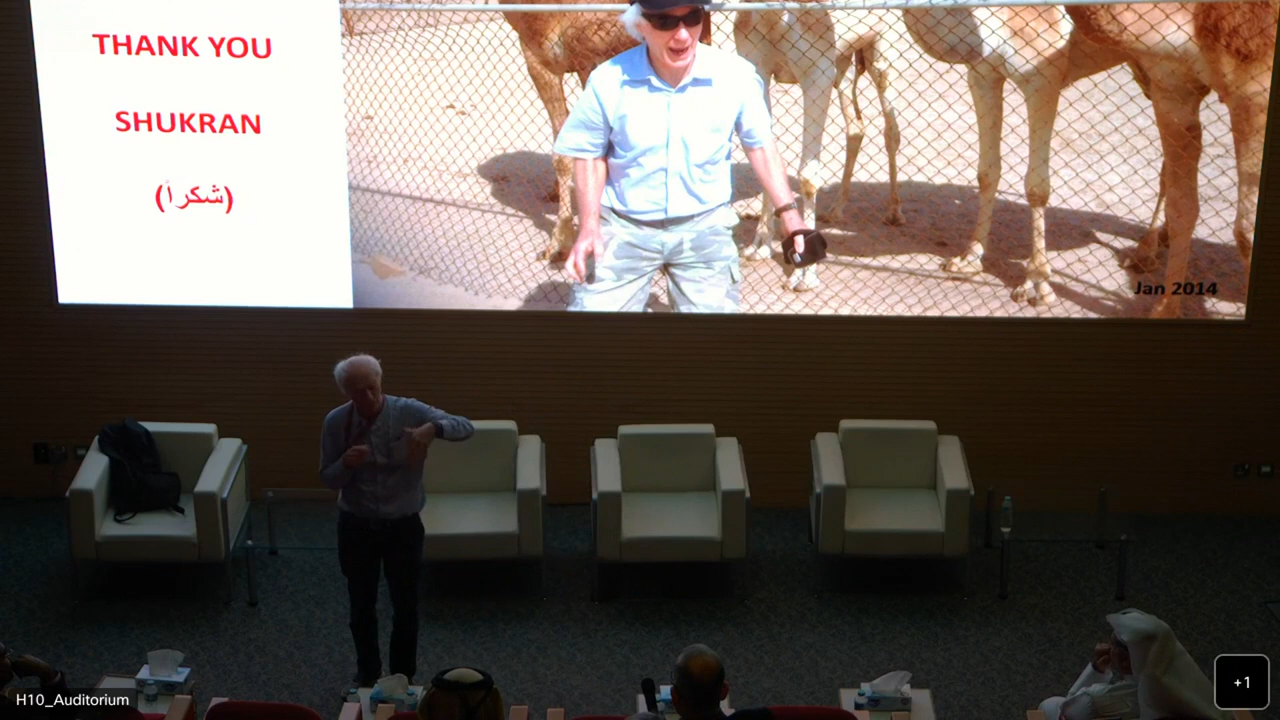 THANK YOU
SHUKRAN
(شكراً)
Jan 2014
H10_Auditorium
+1